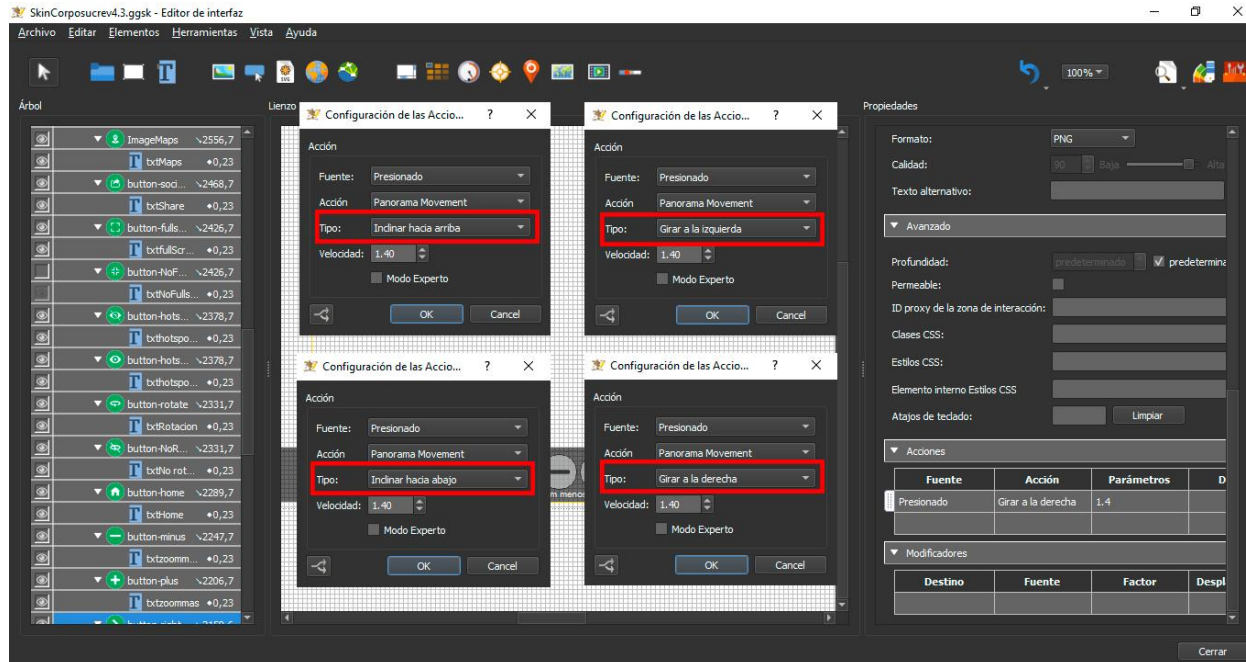 SkinCorposucrev4.3.ggsk - Editor de interfaz
Archivo Editar Elementos Herramientas Vista Ayuda
100%
Árbol
ImageMaps 2556,7
txtMaps 0,23
button-soci... 2468,7
txtShare 0,23
button-fulls... 2426,7
txtfullScr... 0,23
button-NoF... 2426,7
txtNoFulls... 0,23
button-hots... 2378,7
txthotspo... 0,23
button-hots... 2378,7
txthotspo... 0,23
button-rotate 2331,7
txtRotacion 0,23
button-NoR... 2331,7
txtNo rot... 0,23
button-home 2289,7
txtHome 0,23
button-minus 2247,7
txtzoomm... 0,23
button-plus 2206,7
txtzoommas 0,23
Lienzo
Configuración de las Accio... ?
Acción
Fuente: Presionado
Acción Panorama Movement
Tipo: Inclinar hacia arriba
Velocidad: 1.40
Modo Experto
OK Cancel
Configuración de las Accio... ?
Acción
Fuente: Presionado
Acción Panorama Movement
Tipo: Girar a la izquierda
Velocidad: 1.40
Modo Experto
OK Cancel
Configuración de las Accio... ?
Acción
Fuente: Presionado
Acción Panorama Movement
Tipo: Inclinar hacia abajo
Velocidad: 1.40
Modo Experto
OK Cancel
Configuración de las Accio... ?
Acción
Fuente: Presionado
Acción Panorama Movement
Tipo: Girar a la derecha
Velocidad: 1.40
Modo Experto
OK Cancel
Propiedades
Formato: PNG
Calidad: 90 Baja Alta
Texto alternativo:
Avanzado
Profundidad: predeterminado predetermina
Permeable:
ID proxy de la zona de interacción:
Clases CSS:
Estilos CSS:
Elemento interno Estilos CSS
Atajos de teclado: Limpiar
Acciones
Fuente Acción Parámetros D
Presionado Girar a la derecha 1.4
Modificadores
Destino Fuente Factor Despl
Cerrar